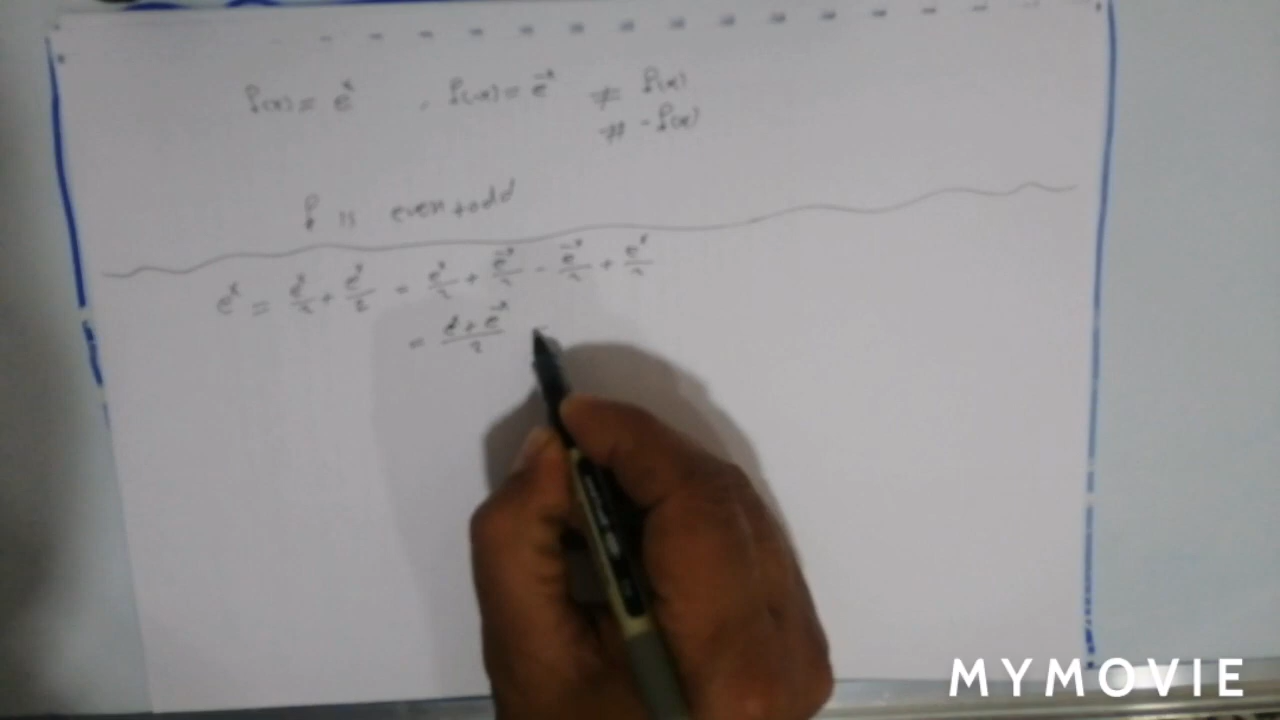 f(x) = e^x , f(-x) = e^-x ≠ f(x)
≠ -f(x)
f is even + odd
e^x = e^x/2 + e^x/2 = e^x/2 + e^-x/2 - e^-x/2 + e^x/2
= e + e^-x/2
MYMOVIE